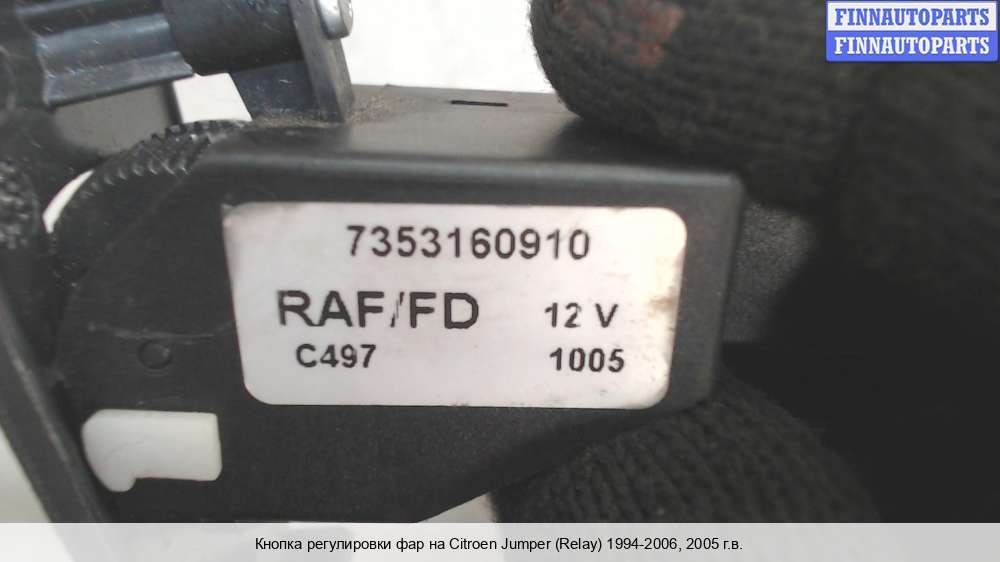 FINNAUTOPARTS
FINNAUTOPARTS
7353160910
RAF/FD 12 V
C497 1005
Кнопка регулировки фар на Citroen Jumper (Relay) 1994-2006, 2005 г.в.